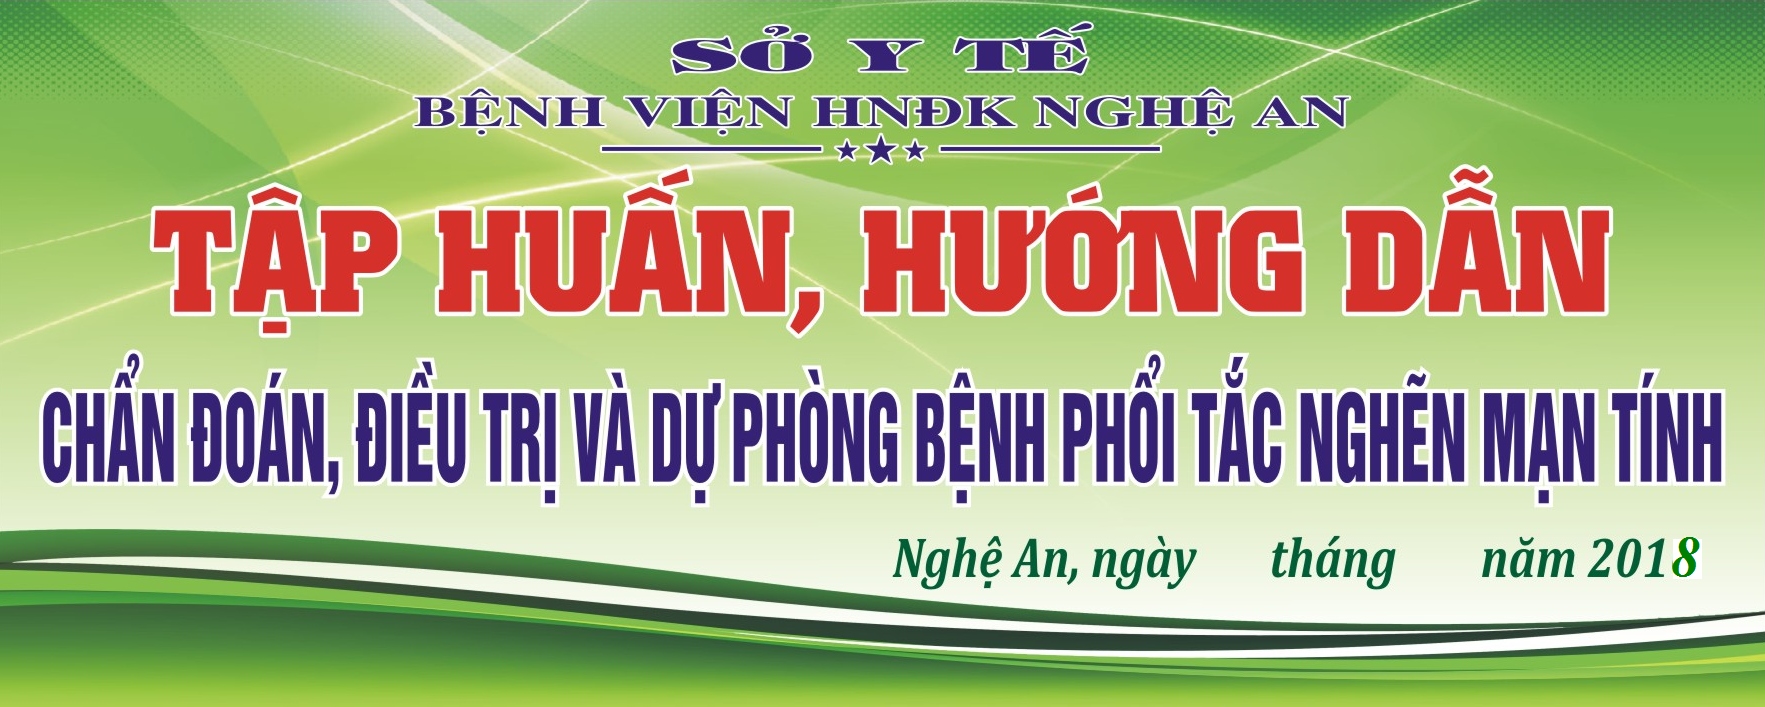 SỞ Y TẾ
BỆNH VIỆN HNĐK NGHỆ AN
TẬP HUẤN, HƯỚNG DẪN
CHẨN ĐOÁN, ĐIỀU TRỊ VÀ DỰ PHÒNG BỆNH PHỔI TẮC NGHẼN MẠN TÍNH
Nghệ An, ngày tháng năm 2018